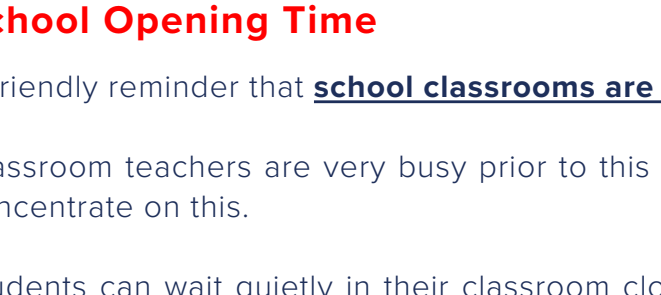 chool Opening Time
riendly reminder that school classrooms are
assroom teachers are very busy prior to this
ncentrate on this.
udents can wait quietly in their classroom clo